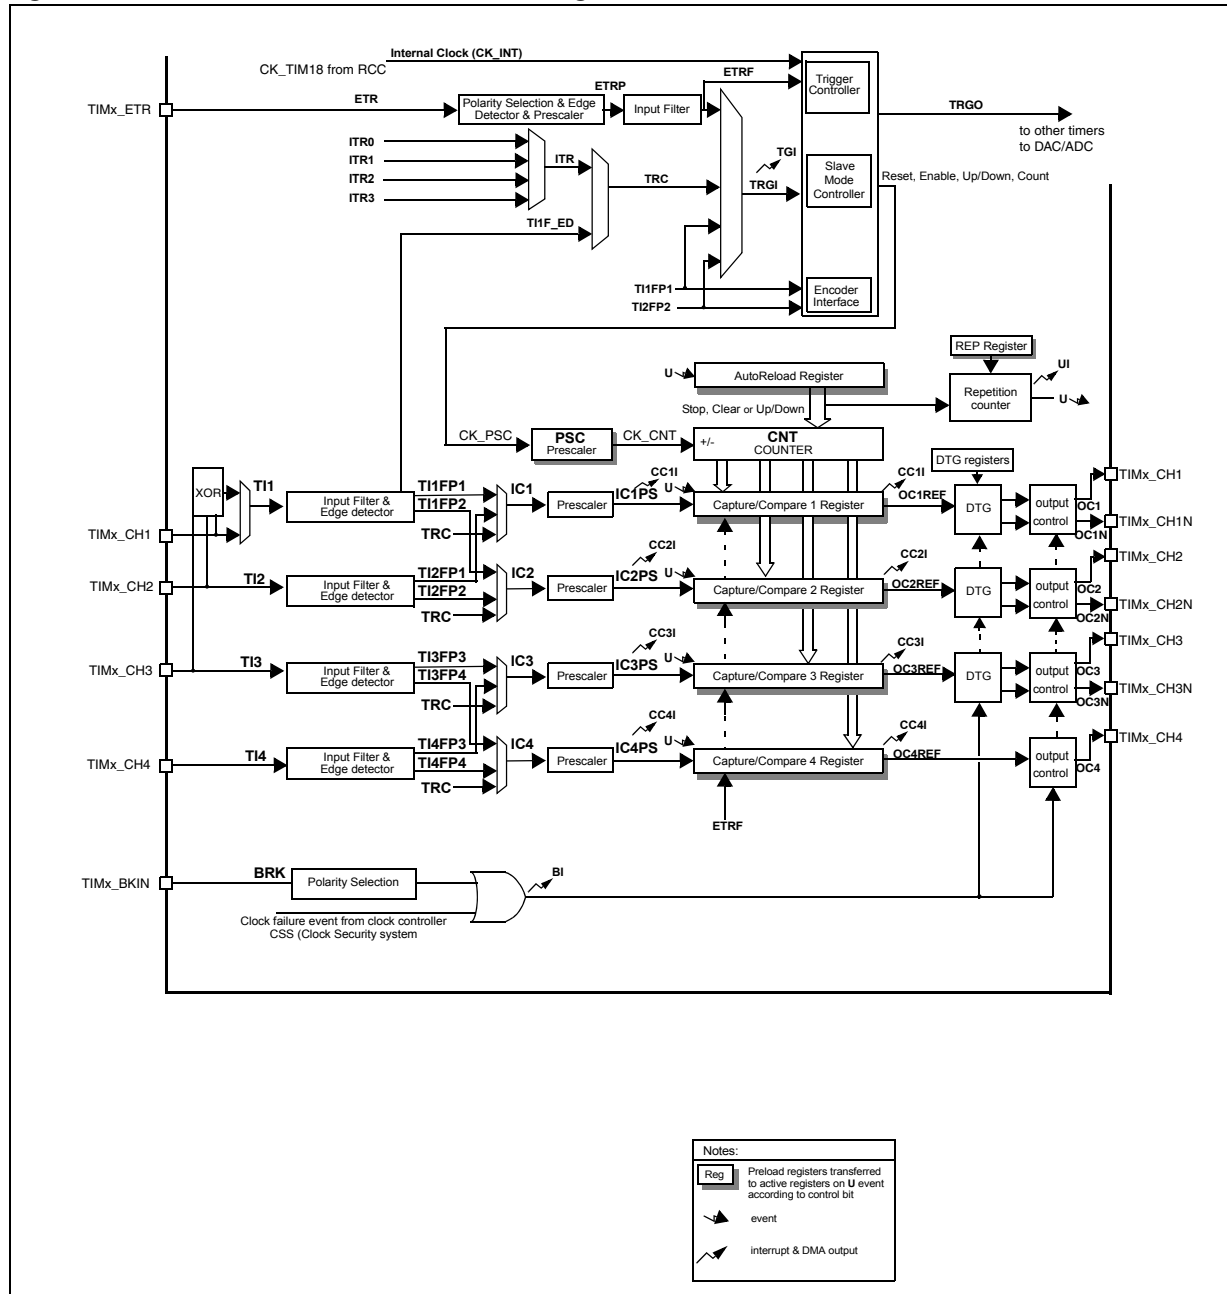 Internal Clock (CK_INT)
CK_TIM18 from RCC
TIMx_ETR
ETR
Polarity Selection & Edge
Detector & Prescaler
ETRP
Input Filter
ETRF
Trigger
Controller
TRGO
to other timers
to DAC/ADC
ITR0
ITR1
ITR2
ITR3
ITR
TRC
TI1F_ED
TGI
TRGI
Slave
Mode
Controller
Reset, Enable, Up/Down, Count
TI1FP1
TI2FP2
Encoder
Interface
REP Register
U
AutoReload Register
UI
Repetition
counter
U
Stop, Clear or Up/Down
CK_PSC
PSC
Prescaler
CK_CNT
+/-
CNT
COUNTER
DTG registers
XOR
TI1
Input Filter &
Edge detector
TI1FP1
TI1FP2
TRC
IC1
Prescaler
IC1PS
CC1I
U
Capture/Compare 1 Register
CC1I
OC1REF
DTG
output
control
OC1
OC1N
TIMx_CH1
TIMx_CH1N
TIMx_CH1
TIMx_CH2
TI2
Input Filter &
Edge detector
TI2FP1
TI2FP2
TRC
IC2
Prescaler
IC2PS
CC2I
U
Capture/Compare 2 Register
CC2I
OC2REF
DTG
output
control
OC2
OC2N
TIMx_CH2
TIMx_CH2N
TIMx_CH3
TI3
Input Filter &
Edge detector
TI3FP3
TI3FP4
TRC
IC3
Prescaler
IC3PS
CC3I
U
Capture/Compare 3 Register
CC3I
OC3REF
DTG
output
control
OC3
OC3N
TIMx_CH3
TIMx_CH3N
TIMx_CH4
TI4
Input Filter &
Edge detector
TI4FP3
TI4FP4
TRC
IC4
Prescaler
IC4PS
CC4I
U
Capture/Compare 4 Register
CC4I
OC4REF
output
control
OC4
TIMx_CH4
ETRF
TIMx_BKIN
BRK
Polarity Selection
BI
Clock failure event from clock controller
CSS (Clock Security system
Notes:
Reg
Preload registers transferred
to active registers on U event
according to control bit
event
interrupt & DMA output